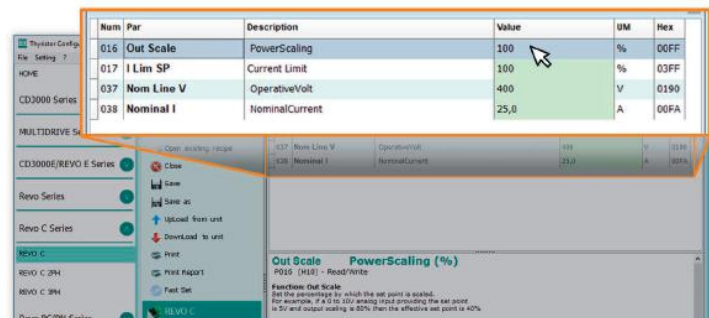 Num Par Description Value UM Hex
016 Out Scale PowerScaling 100 % 00FF
017 I Lim SP Current Limit 100 % 03FF
037 Nom Line V OperativeVolt 400 V 0190
038 Nominal I NominalCurrent 25,0 A 00FA
Thyristor Config
File Setting ?
HOME
CD3000 Series
MULTIDRIVE Se
CD3000E/REVO E Series
Revo Series
Revo C Series
REVO C
REVO C 2PH
REVO C 3PH
Open existing recipe
Close
Save
Save as
UpLoad from unit
DownLoad to unit
Print
Print Report
Fast Set
REVO C
037 Nom Line V OperativeVolt 400 V 0190
038 Nominal I NominalCurrent 25,0 A 00FA
Out Scale PowerScaling (%)
P016 (H10) - Read/Write
Function: Out Scale
Set the percentage by which the set point is scaled.
For example, if a 0 to 10V analog input providing the set point
is 5V and output scaling is 80% then the effective set point is 40%